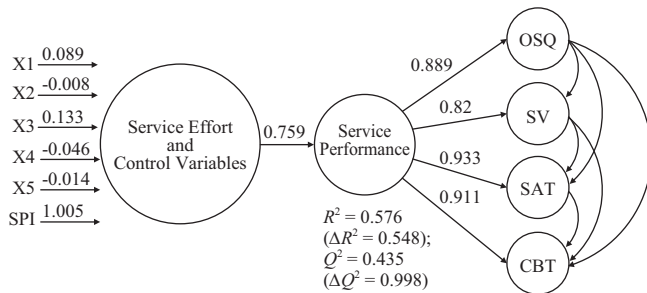 X1 0.089
X2 -0.008
X3 0.133
X4 -0.046
X5 -0.014
SPI 1.005
Service Effort
and
Control Variables
0.759
Service
Performance
R² = 0.576
(ΔR² = 0.548);
Q² = 0.435
(ΔQ² = 0.998)
0.889
0.82
0.933
0.911
OSQ
SV
SAT
CBT